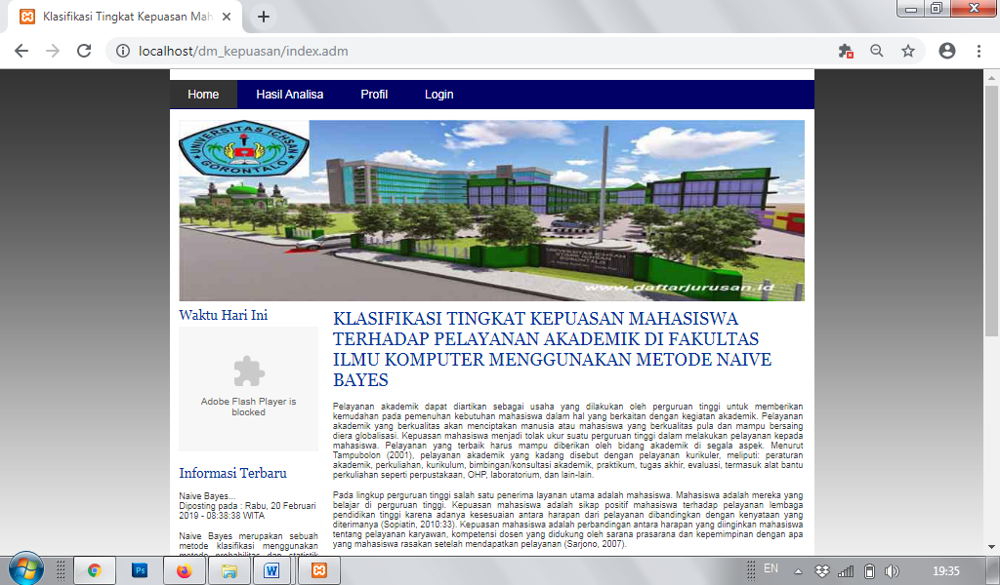 Klasifikasi Tingkat Kepuasan Mah
localhost/dm_kepuasan/index.adm
Home Hasil Analisa Profil Login
UNIVERSITAS ICHSAN
GORONTALO
UNIVERSITAS ICHSAN
GORONTALO
www.daftarjurusan.id
Waktu Hari Ini
Adobe Flash Player is
blocked
Informasi Terbaru
Naive Bayes...
Diposting pada : Rabu, 20 Februari
2019 - 08:38:38 WITA
Naive Bayes merupakan sebuah
metode klasifikasi menggunakan
metode probabilitas dan statistik
KLASIFIKASI TINGKAT KEPUASAN MAHASISWA
TERHADAP PELAYANAN AKADEMIK DI FAKULTAS
ILMU KOMPUTER MENGGUNAKAN METODE NAIVE
BAYES
Pelayanan akademik dapat diartikan sebagai usaha yang dilakukan oleh perguruan tinggi untuk memberikan
kemudahan pada pemenuhan kebutuhan mahasiswa dalam hal yang berkaitan dengan kegiatan akademik. Pelayanan
akademik yang berkualitas akan menciptakan manusia atau mahasiswa yang berkualitas pula dan mampu bersaing
diera globalisasi. Kepuasan mahasiswa menjadi tolak ukur suatu perguruan tinggi dalam melakukan pelayanan kepada
mahasiswa. Pelayanan yang terbaik harus mampu diberikan oleh bidang akademik di segala aspek. Menurut
Tampubolon (2001), pelayanan akademik yang kadang disebut dengan pelayanan kurikuler, meliputi: peraturan
akademik, perkuliahan, kurikulum, bimbingan/konsultasi akademik, praktikum, tugas akhir, evaluasi, termasuk alat bantu
perkuliahan seperti perpustakaan, OHP, laboratorium, dan lain-lain.
Pada lingkup perguruan tinggi salah satu penerima layanan utama adalah mahasiswa. Mahasiswa adalah mereka yang
belajar di perguruan tinggi. Kepuasan mahasiswa adalah sikap positif mahasiswa terhadap pelayanan lembaga
pendidikan tinggi karena adanya kesesuaian antara harapan dari pelayanan dibandingkan dengan kenyataan yang
diterimanya (Sopiatin, 2010:33). Kepuasan mahasiswa adalah perbandingan antara harapan yang diinginkan mahasiswa
tentang pelayanan karyawan, kompetensi dosen yang didukung oleh sarana prasarana dan kepemimpinan dengan apa
yang mahasiswa rasakan setelah mendapatkan pelayanan (Sarjono, 2007).
Ps
W
EN
19:35